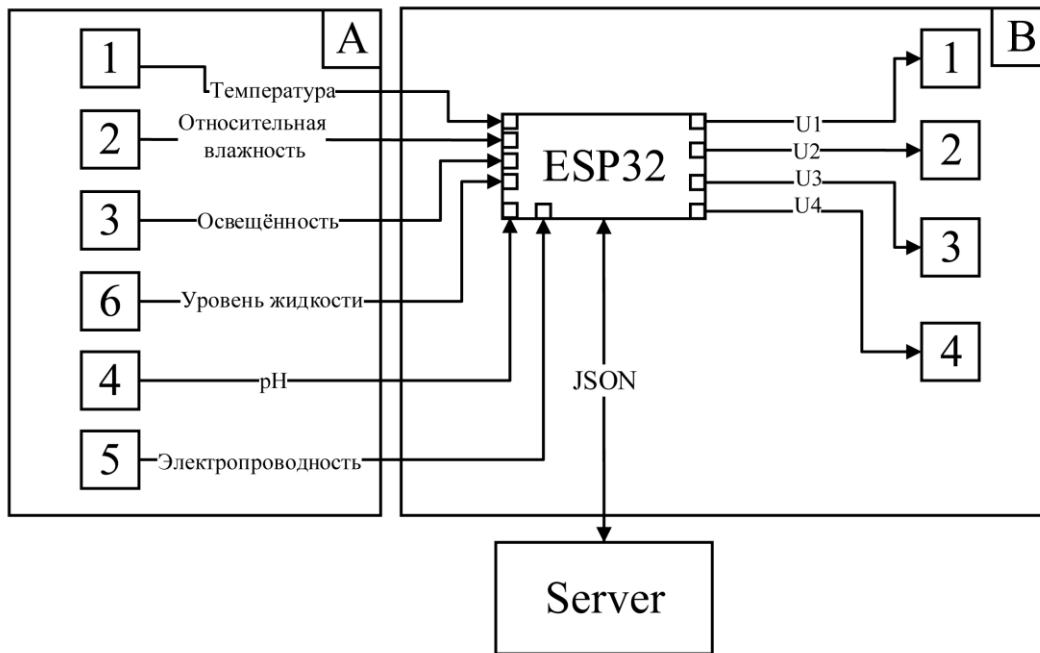 A
1
Температура
2
Относительная
влажность
3
Освещённость
6
Уровень жидкости
4
pH
5
Электропроводность
B
ESP32
U1
U2
U3
U4
1
2
3
4
JSON
Server